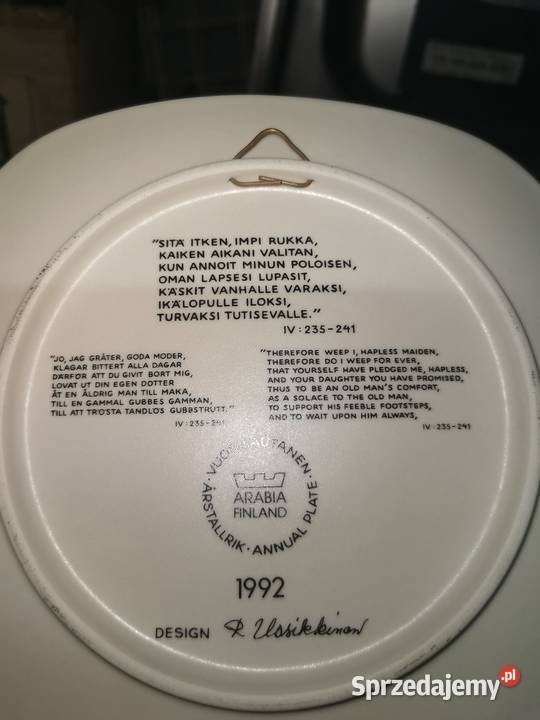 "SITÄ ITKEN, IMPI RUKKA,
KAIKEN AIKANI VALITAN,
KUN ANNOIT MINUN POLOISEN,
OMAN LAPSESI LUPASIT,
KÄSKIT VANHALLE VARAKSI,
IKÄLOPULLE ILOKSI,
TURVAKSI TUTISEVALLE."
IV : 235-241
"JO, JAG GRÅTER, GODA MODER,
KLAGAR BITTERT ALLA DAGAR
DÄRFÖR ATT DU GIVIT BORT MIG,
LOVAT UT DIN EGEN DOTTER
ÅT EN ÅLDRIG MAN TILL MAKA,
TILL EN GAMMAL GUBBES GAMMAN,
TILL ATT TRÖSTA TANDLÖS GUBBSTRUTT."
IV : 235-241
"THEREFORE WEEP I, HAPLESS MAIDEN,
THEREFORE DO I WEEP FOR EVER,
THAT YOURSELF HAVE PLEDGED ME, HAPLESS,
AND YOUR DAUGHTER YOU HAVE PROMISED,
THUS TO BE AN OLD MAN'S COMFORT,
AS A SOLACE TO THE OLD MAN,
TO SUPPORT HIS FEEBLE FOOTSTEPS,
AND TO WAIT UPON HIM ALWAYS,
IV : 235-241
VUOSILAUTANEN ·
ÅRSTALLRIK · ANNUAL PLATE ·
ARABIA
FINLAND
1992
DESIGN R Uosikkinen
Sprzedajemy.pl